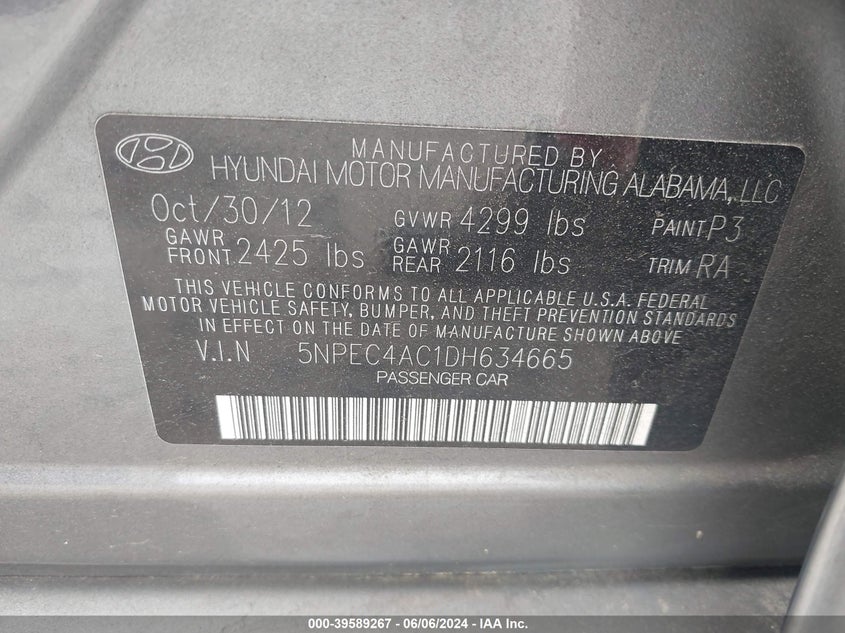 MANUFACTURED BY
HYUNDAI MOTOR MANUFACTURING ALABAMA, LLC
Oct/30/12 GVWR 4299 lbs PAINT P3
GAWR FRONT 2425 lbs GAWR REAR 2116 lbs TRIM RA
THIS VEHICLE CONFORMS TO ALL APPLICABLE U.S.A. FEDERAL
MOTOR VEHICLE SAFETY, BUMPER, AND THEFT PREVENTION STANDARDS
IN EFFECT ON THE DATE OF MANUFACTURE SHOWN ABOVE
V.I.N 5NPEC4AC1DH634665
PASSENGER CAR
000-39589267 - 06/06/2024 - IAA Inc.